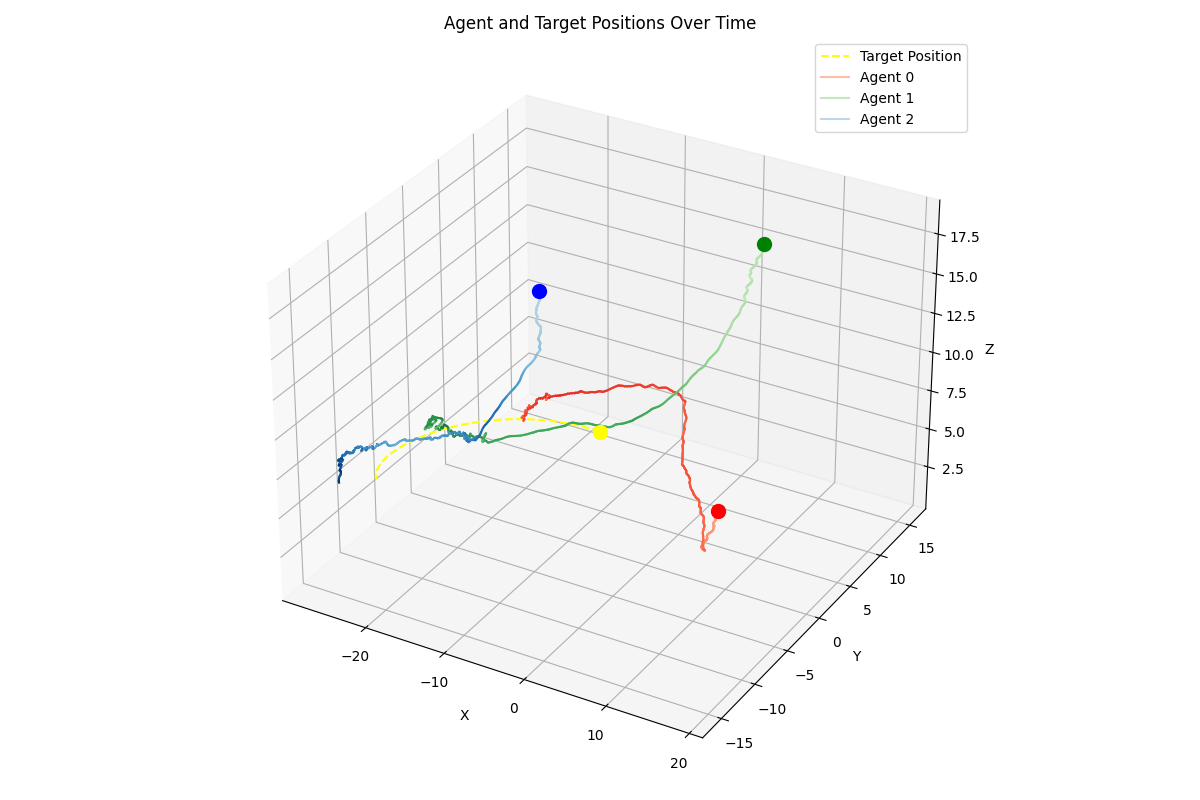 Agent and Target Positions Over Time
Target Position
Agent 0
Agent 1
Agent 2
17.5
15.0
12.5
10.0
7.5
5.0
2.5
Z
15
10
5
0
−5
−10
−15
Y
−20
−10
0
10
20
X